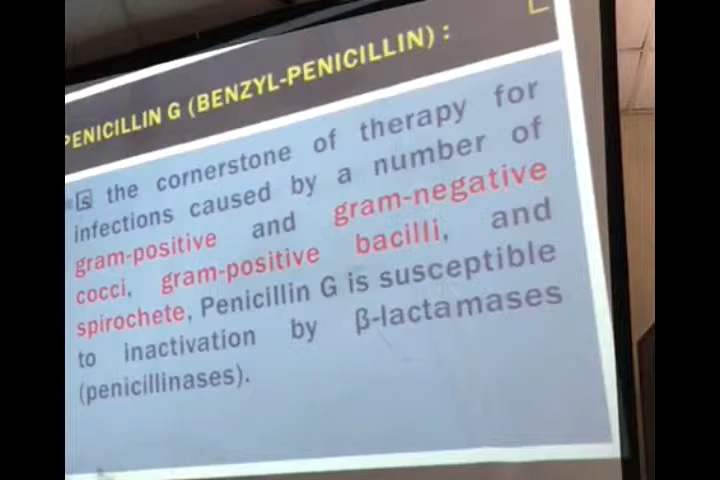 PENICILLIN G (BENZYL-PENICILLIN) :
Is the cornerstone of therapy for
infections caused by a number of
gram-positive and gram-negative
cocci, gram-positive bacilli, and
spirochete, Penicillin G is susceptible
to inactivation by β-lactamases
(penicillinases).